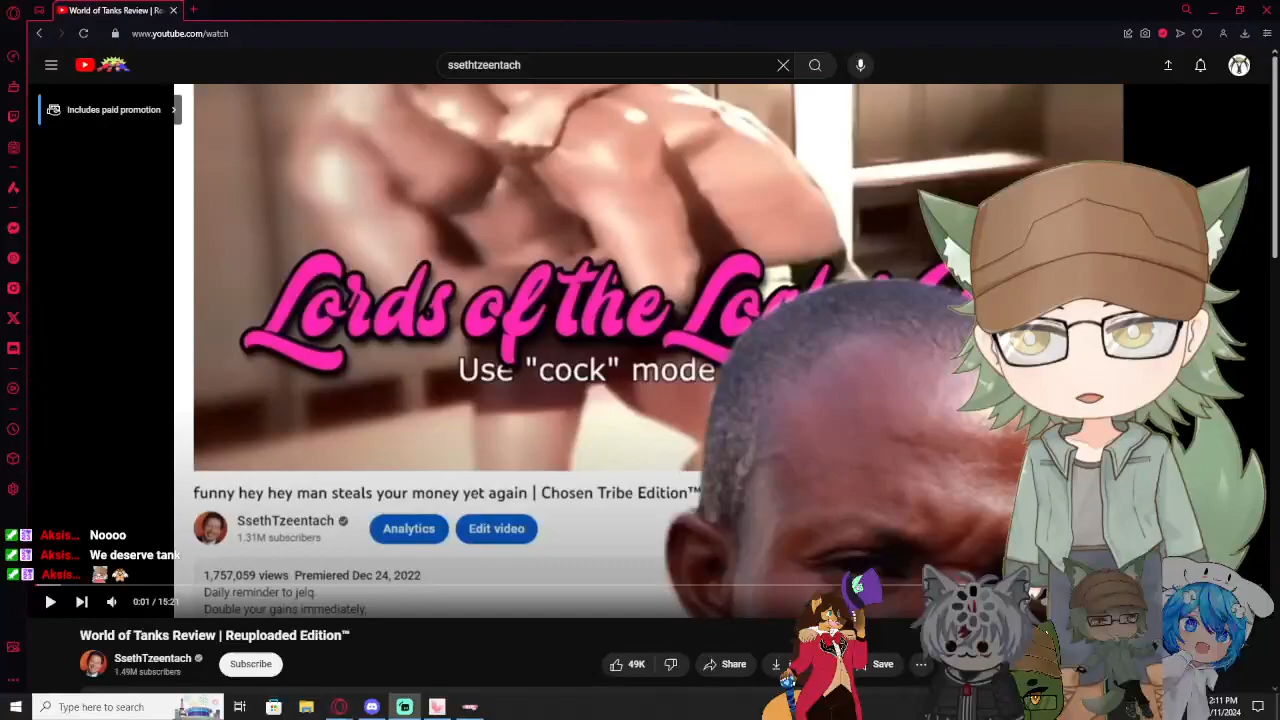 World of Tanks Review | Re
www.youtube.com/watch
ssethtzeentach
Includes paid promotion
Lords of the
Use "cock" mode
funny hey hey man steals your money yet again | Chosen Tribe Edition™
SsethTzeentach
1.31M subscribers
Analytics
Edit video
1,757,059 views Premiered Dec 24, 2022
Daily reminder to jelq.
Double your gains immediately,
Aksis... Noooo
Aksis... We deserve tank
Aksis...
0:01 / 15:21
World of Tanks Review | Reuploaded Edition™
SsethTzeentach
1.49M subscribers
Subscribe
49K
Share
Save
Type here to search
2:11 PM
/11/2024